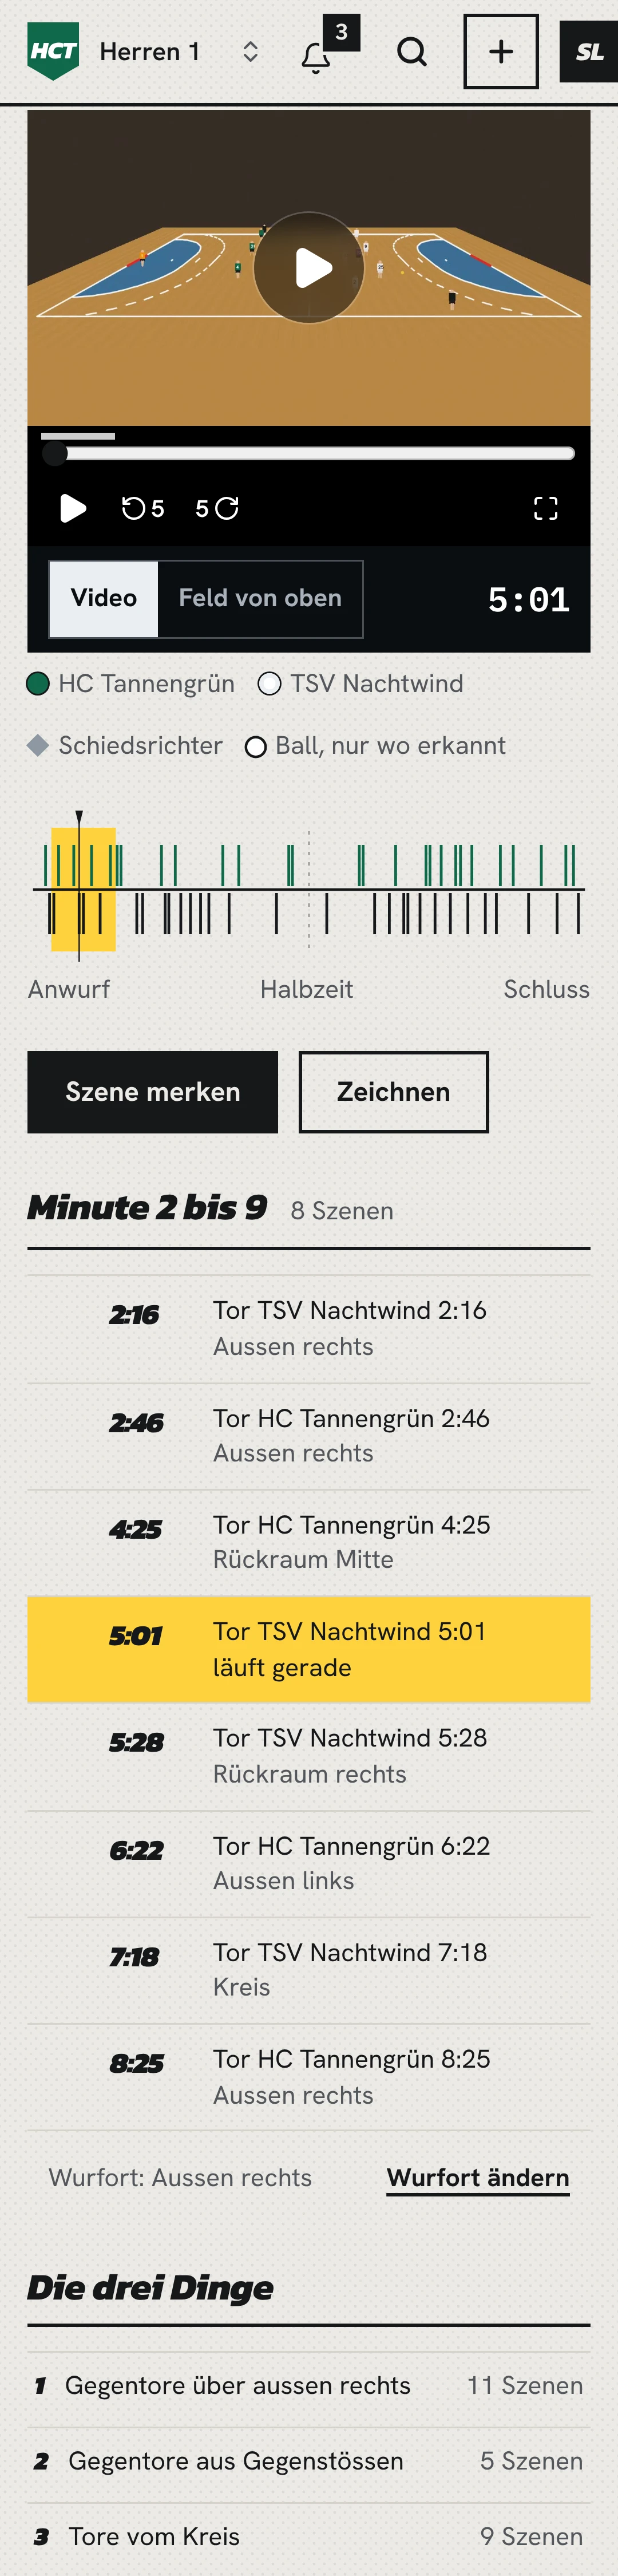 HCT Herren 1 3 + SL
5 5
Video Feld von oben 5:01
HC Tannengrün TSV Nachtwind
Schiedsrichter Ball, nur wo erkannt
Anwurf Halbzeit Schluss
Szene merken Zeichnen
Minute 2 bis 9 8 Szenen
2:16 Tor TSV Nachtwind 2:16
Aussen rechts
2:46 Tor HC Tannengrün 2:46
Aussen rechts
4:25 Tor HC Tannengrün 4:25
Rückraum Mitte
5:01 Tor TSV Nachtwind 5:01
läuft gerade
5:28 Tor TSV Nachtwind 5:28
Rückraum rechts
6:22 Tor HC Tannengrün 6:22
Aussen links
7:18 Tor TSV Nachtwind 7:18
Kreis
8:25 Tor HC Tannengrün 8:25
Aussen rechts
Wurfort: Aussen rechts Wurfort ändern
Die drei Dinge
1 Gegentore über aussen rechts 11 Szenen
2 Gegentore aus Gegenstössen 5 Szenen
3 Tore vom Kreis 9 Szenen